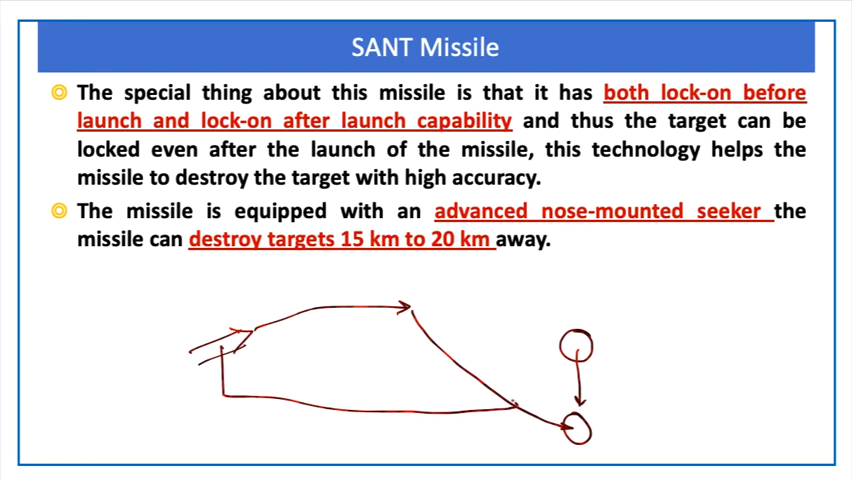 SANT Missile
The special thing about this missile is that it has both lock-on before
launch and lock-on after launch capability and thus the target can be
locked even after the launch of the missile, this technology helps the
missile to destroy the target with high accuracy.
The missile is equipped with an advanced nose-mounted seeker the
missile can destroy targets 15 km to 20 km away.